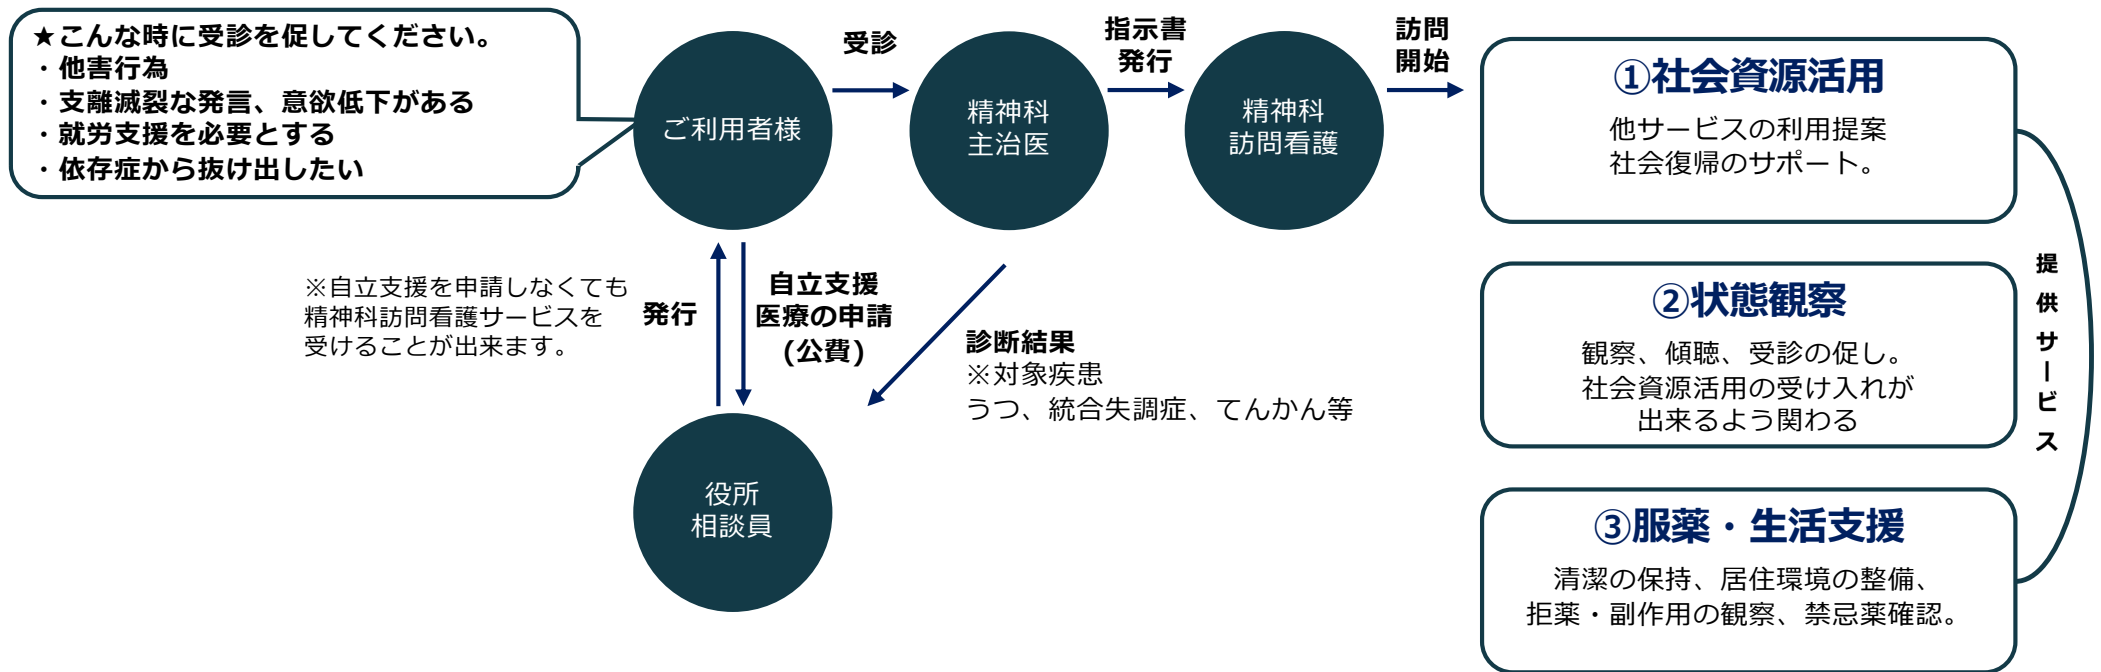 ★こんな時に受診を促してください。
・他害行為
・支離滅裂な発言、意欲低下がある
・就労支援を必要とする
・依存症から抜け出したい
ご利用者様
受診
精神科
主治医
指示書
発行
精神科
訪問看護
訪問
開始
①社会資源活用
他サービスの利用提案
社会復帰のサポート。
※自立支援を申請しなくても
精神科訪問看護サービスを
受けることが出来ます。
発行
自立支援
医療の申請
(公費)
診断結果
※対象疾患
うつ、統合失調症、てんかん等
役所
相談員
②状態観察
観察、傾聴、受診の促し。
社会資源活用の受け入れが
出来るよう関わる
③服薬・生活支援
清潔の保持、居住環境の整備、
拒薬・副作用の観察、禁忌薬確認。
提供サービス